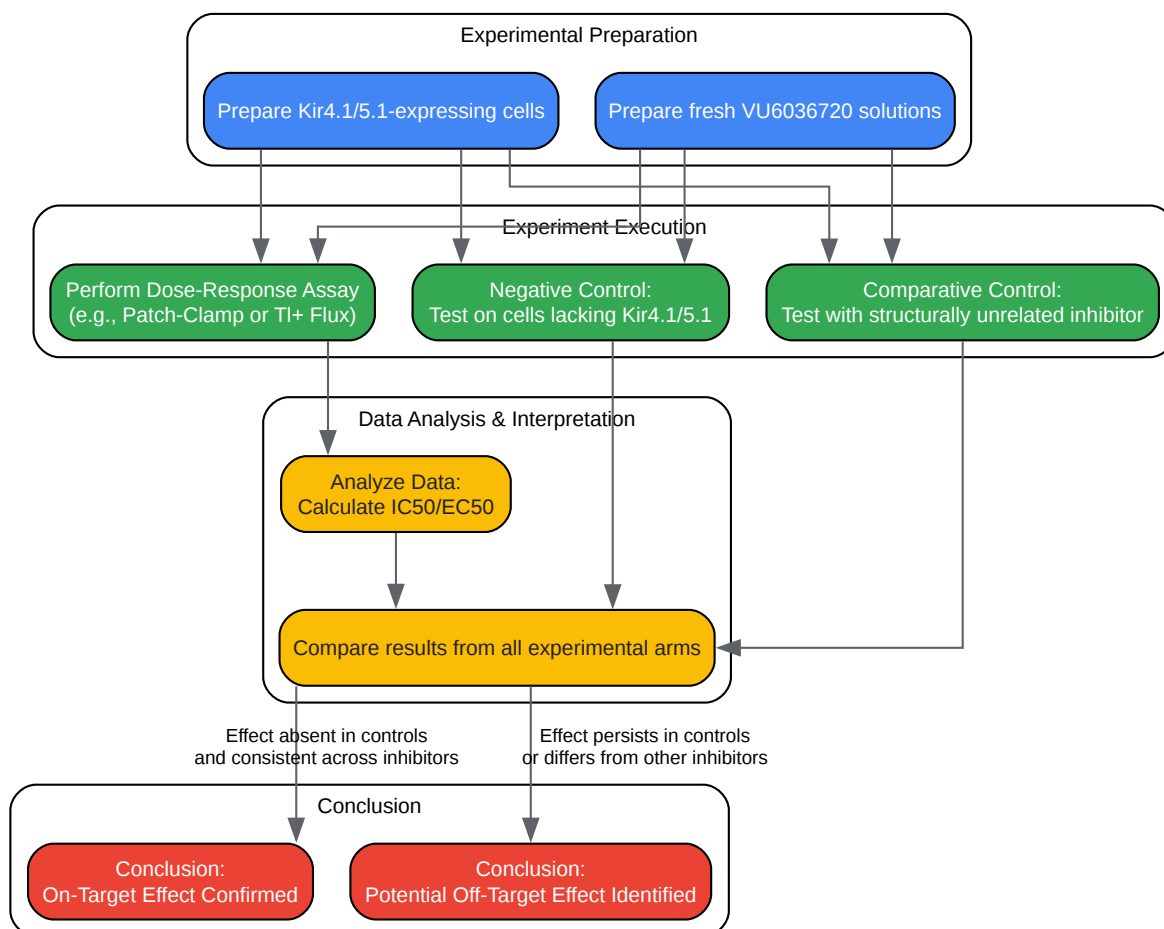 Experimental Preparation
Prepare Kir4.1/5.1-expressing cells
Prepare fresh VU6036720 solutions
Experiment Execution
Perform Dose-Response Assay
(e.g., Patch-Clamp or Tl+ Flux)
Negative Control:
Test on cells lacking Kir4.1/5.1
Comparative Control:
Test with structurally unrelated inhibitor
Data Analysis & Interpretation
Analyze Data:
Calculate IC50/EC50
Compare results from all experimental arms
Effect absent in controls
and consistent across inhibitors
Effect persists in controls
or differs from other inhibitors
Conclusion
Conclusion:
On-Target Effect Confirmed
Conclusion:
Potential Off-Target Effect Identified